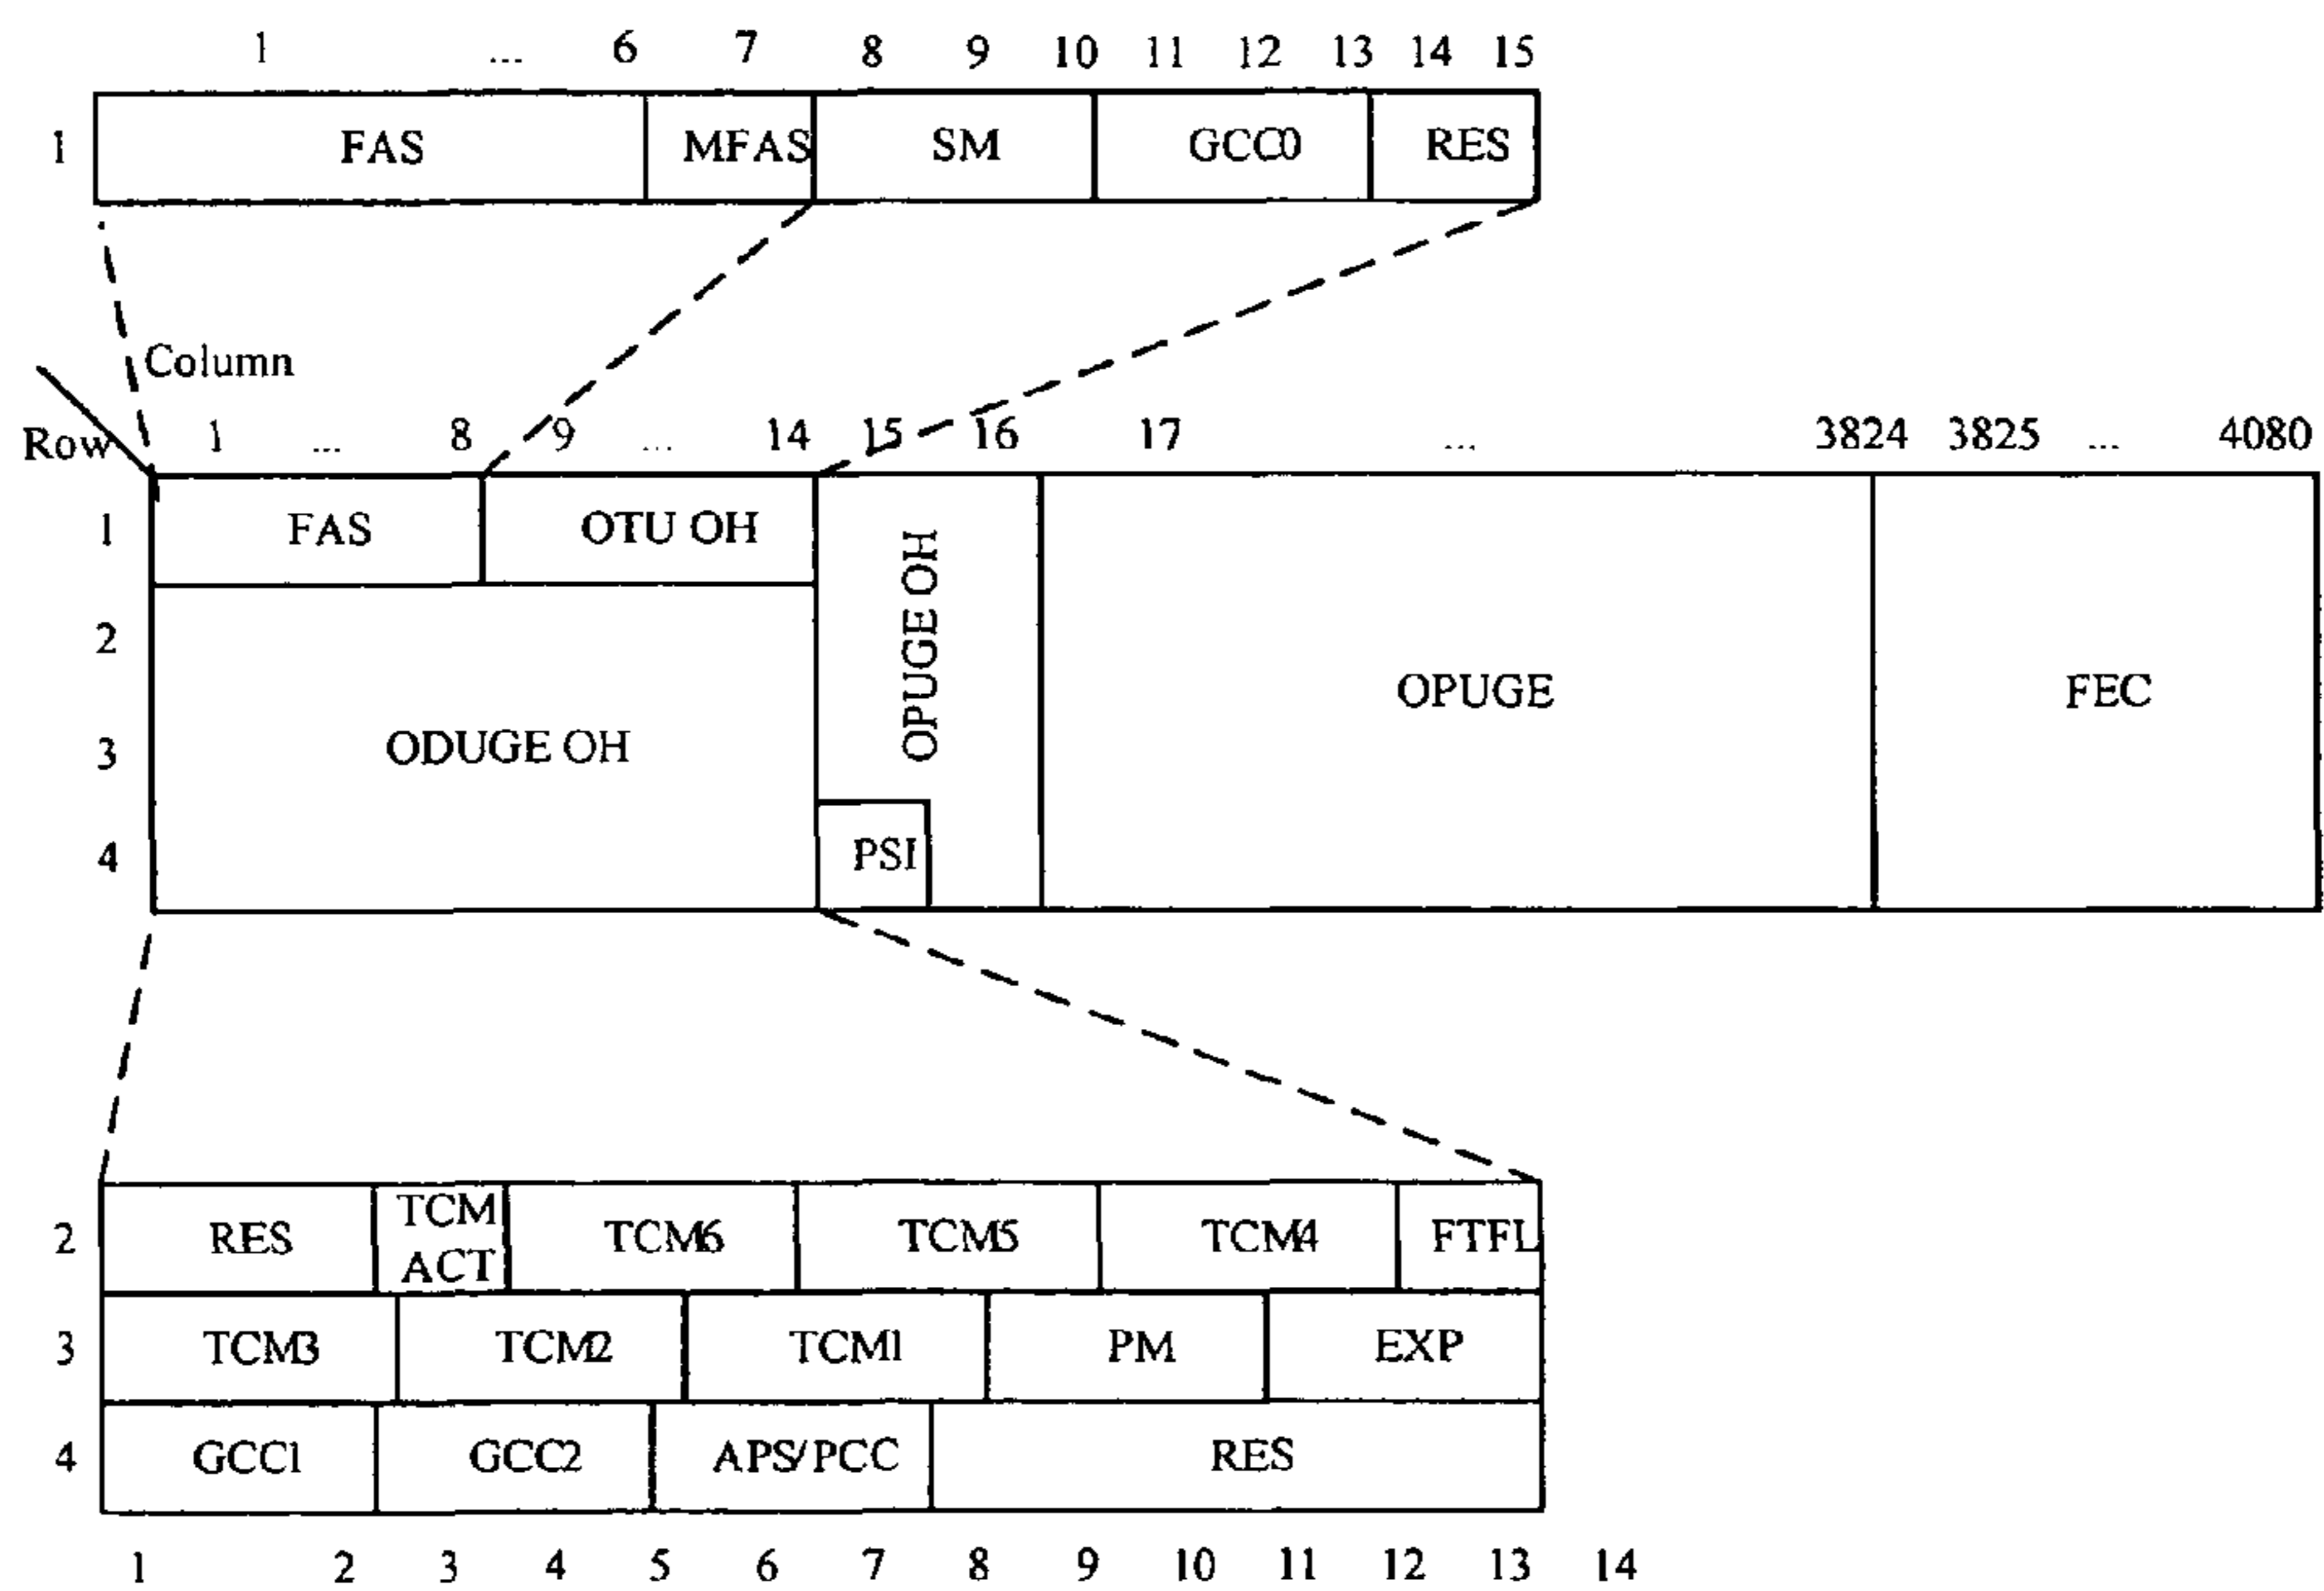 1 ... 6 7 8 9 10 11 12 13 14 15
1 FAS MFAS SM GCC0 RES
Column
Row 1 ... 8 9 ... 14 15 16 17 ... 3824 3825 ... 4080
1 FAS OTU OH
OPUGE OH
2
OPUGE FEC
3 ODUGE OH
4 PSI
2 RES TCM ACT TCM6 TCM5 TCM4 FTFL
3 TCM3 TCM2 TCM1 PM EXP
4 GCC1 GCC2 APS/PCC RES
1 2 3 4 5 6 7 8 9 10 11 12 13 14